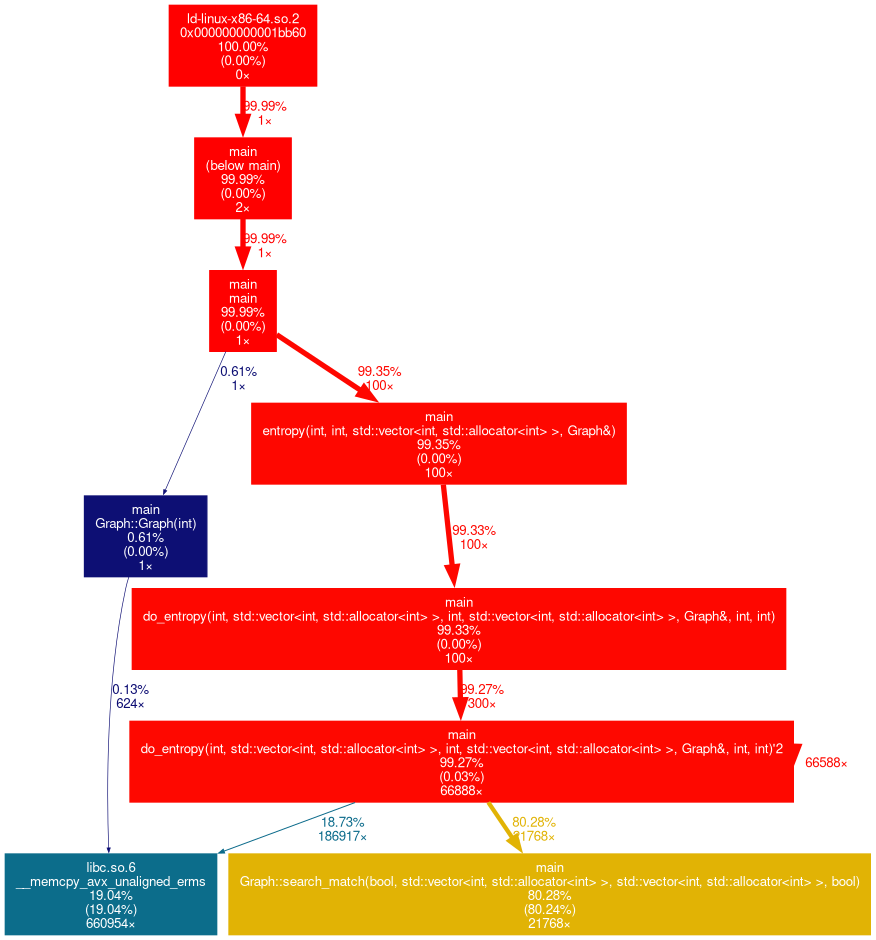 ld-linux-x86-64.so.2
0x000000000001bb60
100.00%
(0.00%)
0×
99.99%
1×
main
(below main)
99.99%
(0.00%)
2×
99.99%
1×
main
main
99.99%
(0.00%)
1×
0.61%
1×
99.35%
100×
main
entropy(int, int, std::vector<int, std::allocator<int> >, Graph&)
99.35%
(0.00%)
100×
main
Graph::Graph(int)
0.61%
(0.00%)
1×
99.33%
100×
main
do_entropy(int, std::vector<int, std::allocator<int> >, int, std::vector<int, std::allocator<int> >, Graph&, int, int)
99.33%
(0.00%)
100×
0.13%
624×
99.27%
300×
main
do_entropy(int, std::vector<int, std::allocator<int> >, int, std::vector<int, std::allocator<int> >, Graph&, int, int)'2
99.27%
(0.03%)
66888×
66588×
18.73%
186917×
80.28%
21768×
libc.so.6
__memcpy_avx_unaligned_erms
19.04%
(19.04%)
660954×
main
Graph::search_match(bool, std::vector<int, std::allocator<int> >, std::vector<int, std::allocator<int> >, bool)
80.28%
(80.24%)
21768×